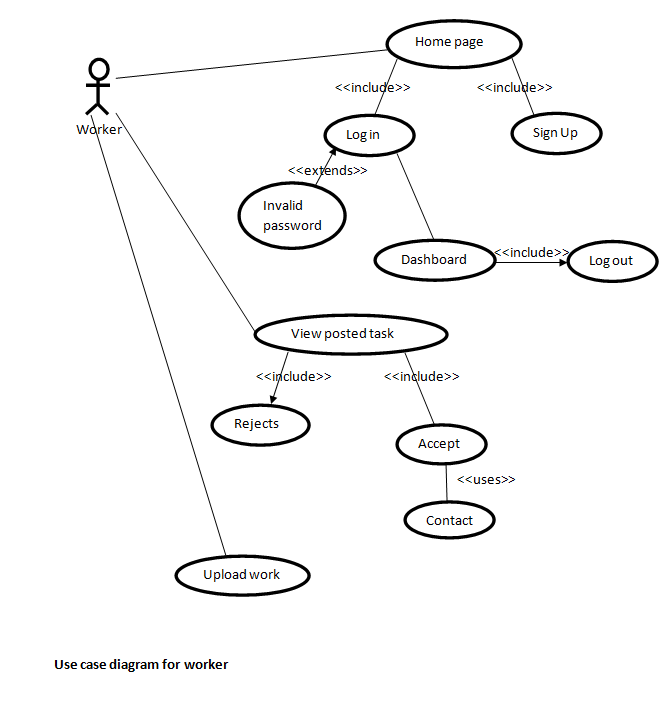 Home page
<<include>>
<<include>>
Worker
Log in
Sign Up
<<extends>>
Invalid
password
Dashboard
<<include>>
Log out
View posted task
<<include>>
<<include>>
Rejects
Accept
<<uses>>
Contact
Upload work
Use case diagram for worker